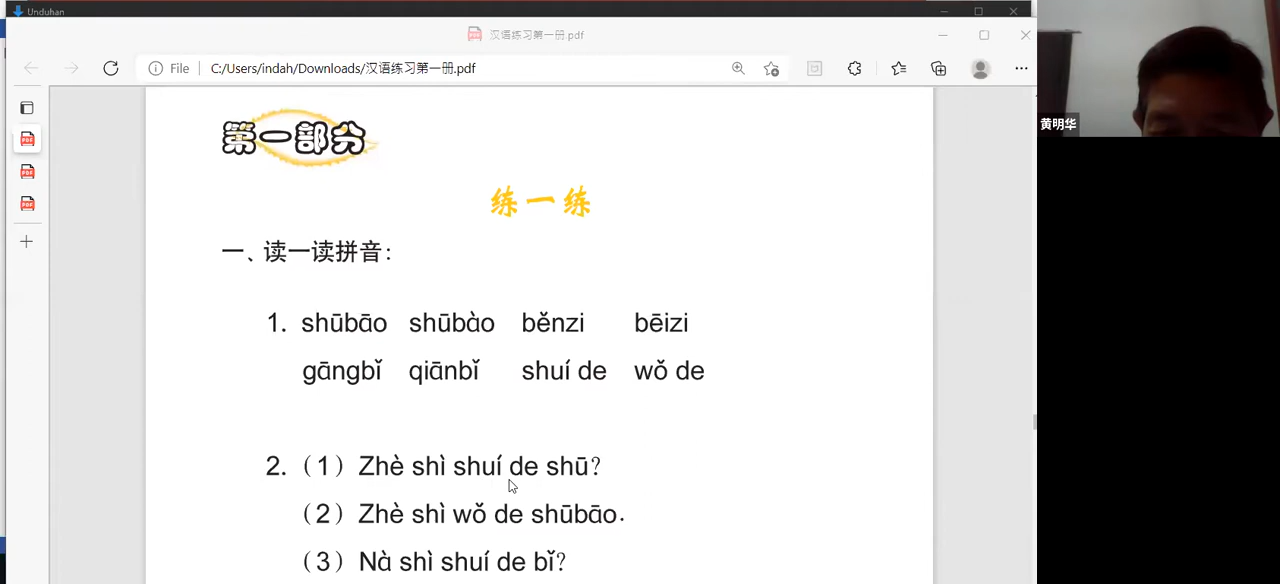 Unduhan
汉语练习第一册.pdf
File C:/Users/indah/Downloads/汉语练习第一册.pdf
黄明华
第一部分
练一练
一、读一读拼音：
1. shūbāo shūbào běnzi bēizi
gāngbǐ qiānbǐ shuí de wǒ de
2.（1）Zhè shì shuí de shū?
（2）Zhè shì wǒ de shūbāo.
（3）Nà shì shuí de bǐ?